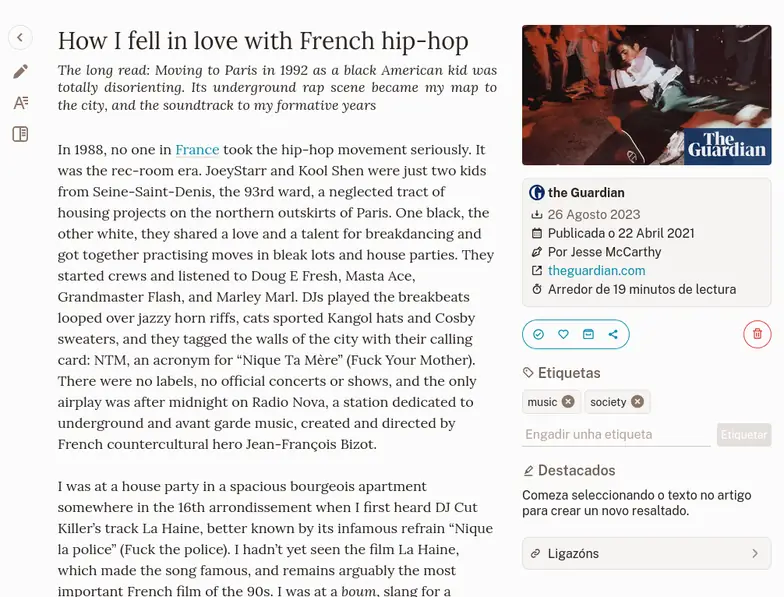 How I fell in love with French hip-hop
The long read: Moving to Paris in 1992 as a black American kid was
totally disorienting. Its underground rap scene became my map to
the city, and the soundtrack to my formative years
In 1988, no one in France took the hip-hop movement seriously. It
was the rec-room era. JoeyStarr and Kool Shen were just two kids
from Seine-Saint-Denis, the 93rd ward, a neglected tract of
housing projects on the northern outskirts of Paris. One black, the
other white, they shared a love and a talent for breakdancing and
got together practising moves in bleak lots and house parties. They
started crews and listened to Doug E Fresh, Masta Ace,
Grandmaster Flash, and Marley Marl. DJs played the breakbeats
looped over jazzy horn riffs, cats sported Kangol hats and Cosby
sweaters, and they tagged the walls of the city with their calling
card: NTM, an acronym for “Nique Ta Mère” (Fuck Your Mother).
There were no labels, no official concerts or shows, and the only
airplay was after midnight on Radio Nova, a station dedicated to
underground and avant garde music, created and directed by
French countercultural hero Jean-François Bizot.
I was at a house party in a spacious bourgeois apartment
somewhere in the 16th arrondissement when I first heard DJ Cut
Killer’s track La Haine, better known by its infamous refrain “Nique
la police” (Fuck the police). I hadn’t yet seen the film La Haine,
which made the song famous, and remains arguably the most
important French film of the 90s. I was at a boum, slang for a
The
Guardian
the Guardian
26 Agosto 2023
Publicada o 22 Abril 2021
Por Jesse McCarthy
theguardian.com
Arredor de 19 minutos de lectura
Etiquetas
music
society
Engadir unha etiqueta
Etiquetar
Destacados
Comeza seleccionando o texto no artigo
para crear un novo resaltado.
Ligazóns